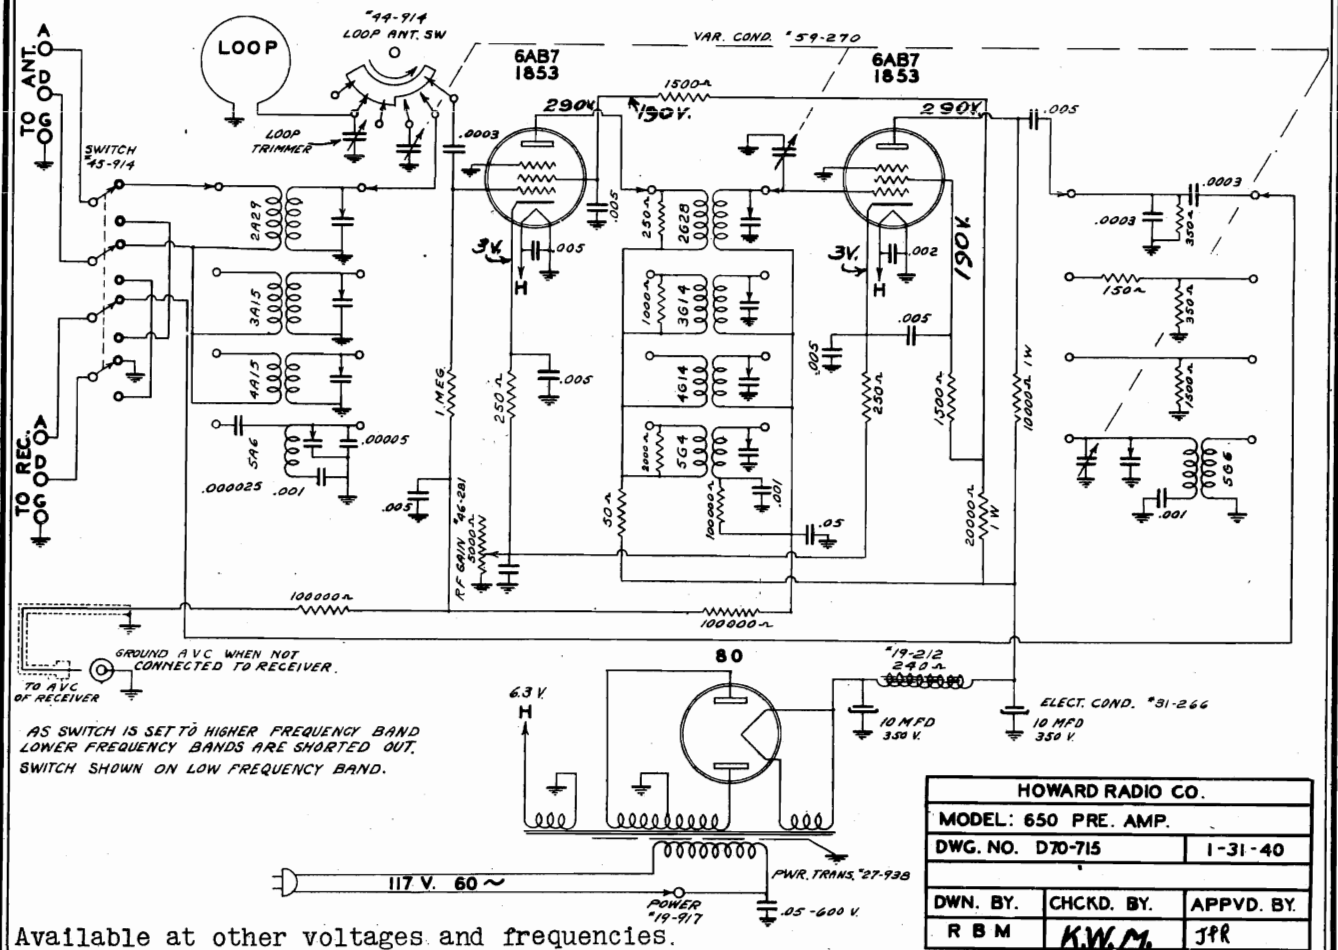 #44-914
LOOP ANT. SW
LOOP
VAR. COND. #59-270
6AB7
1853
6AB7
1853
A
D
G
TO ANT.
SWITCH
#45-914
LOOP
TRIMMER
.0003
290V.
1500Ω
190V.
290V.
.005
2A29
3A15
4A15
5A6
.00005
.000025
.001
3V.
.005
H
.005
1 MEG.
250Ω
.005
.005
R.F. GAIN #46-281
5000Ω
250Ω
2G28
1000Ω
3G14
4G14
2000Ω
5G4
.001
50Ω
100000Ω
.05
3V.
.002
H
190V.
.005
.005
250Ω
1500Ω
10000Ω 1W
20000Ω
1W
.0003
.0003
350Ω
150Ω
350Ω
1500Ω
5G6
.001
A
D
G
TO REC.
100000Ω
100000Ω
GROUND AVC WHEN NOT
CONNECTED TO RECEIVER.
TO AVC
OF RECEIVER
AS SWITCH IS SET TO HIGHER FREQUENCY BAND
LOWER FREQUENCY BANDS ARE SHORTED OUT.
SWITCH SHOWN ON LOW FREQUENCY BAND.
6.3 V.
H
80
#19-212
240Ω
10 MFD
350 V.
ELECT. COND. #31-266
10 MFD
350 V.
PWR. TRANS. #27-938
117 V. 60 ~
POWER
#19-917
.05-600 V.
HOWARD RADIO CO.
MODEL: 650 PRE. AMP.
DWG. NO. D70-715 1-31-40
DWN. BY. CHCKD. BY. APPVD. BY.
R B M K.W.M. JPR
Available at other voltages and frequencies.